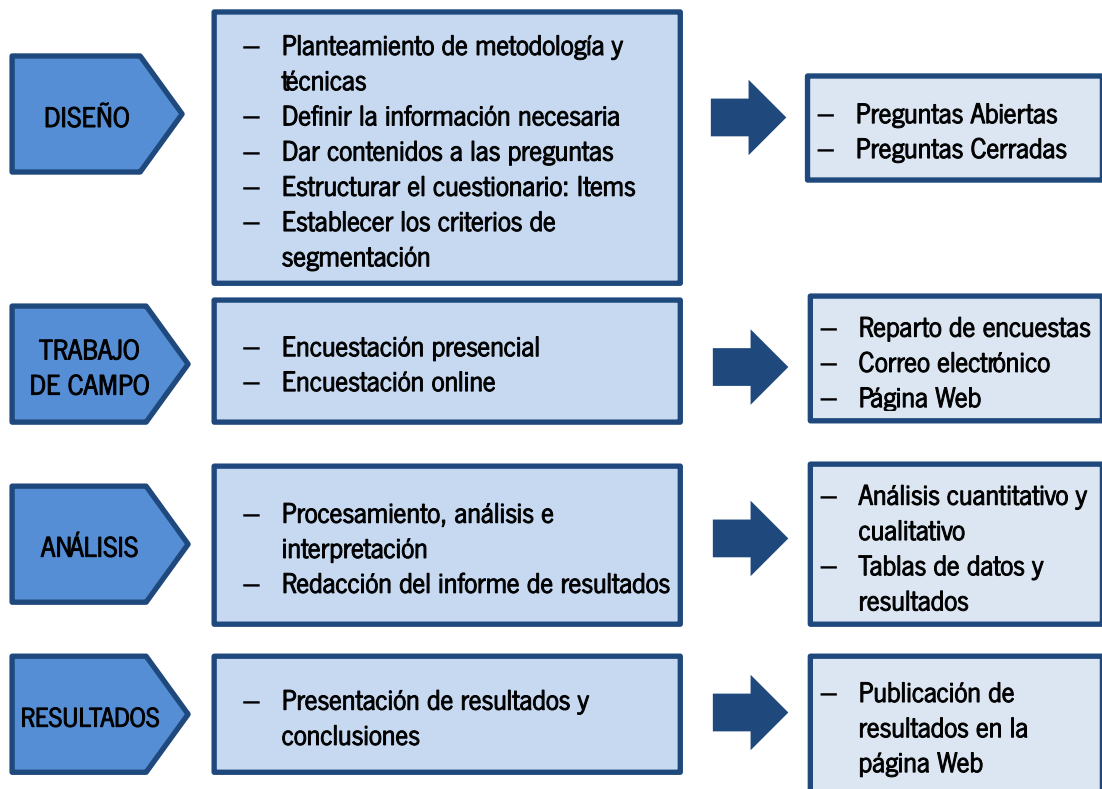 DISEÑO
– Planteamiento de metodología y
técnicas
– Definir la información necesaria
– Dar contenidos a las preguntas
– Estructurar el cuestionario: Items
– Establecer los criterios de
segmentación
– Preguntas Abiertas
– Preguntas Cerradas
TRABAJO
DE CAMPO
– Encuestación presencial
– Encuestación online
– Reparto de encuestas
– Correo electrónico
– Página Web
ANÁLISIS
– Procesamiento, análisis e
interpretación
– Redacción del informe de resultados
– Análisis cuantitativo y
cualitativo
– Tablas de datos y
resultados
RESULTADOS
– Presentación de resultados y
conclusiones
– Publicación de
resultados en la
página Web